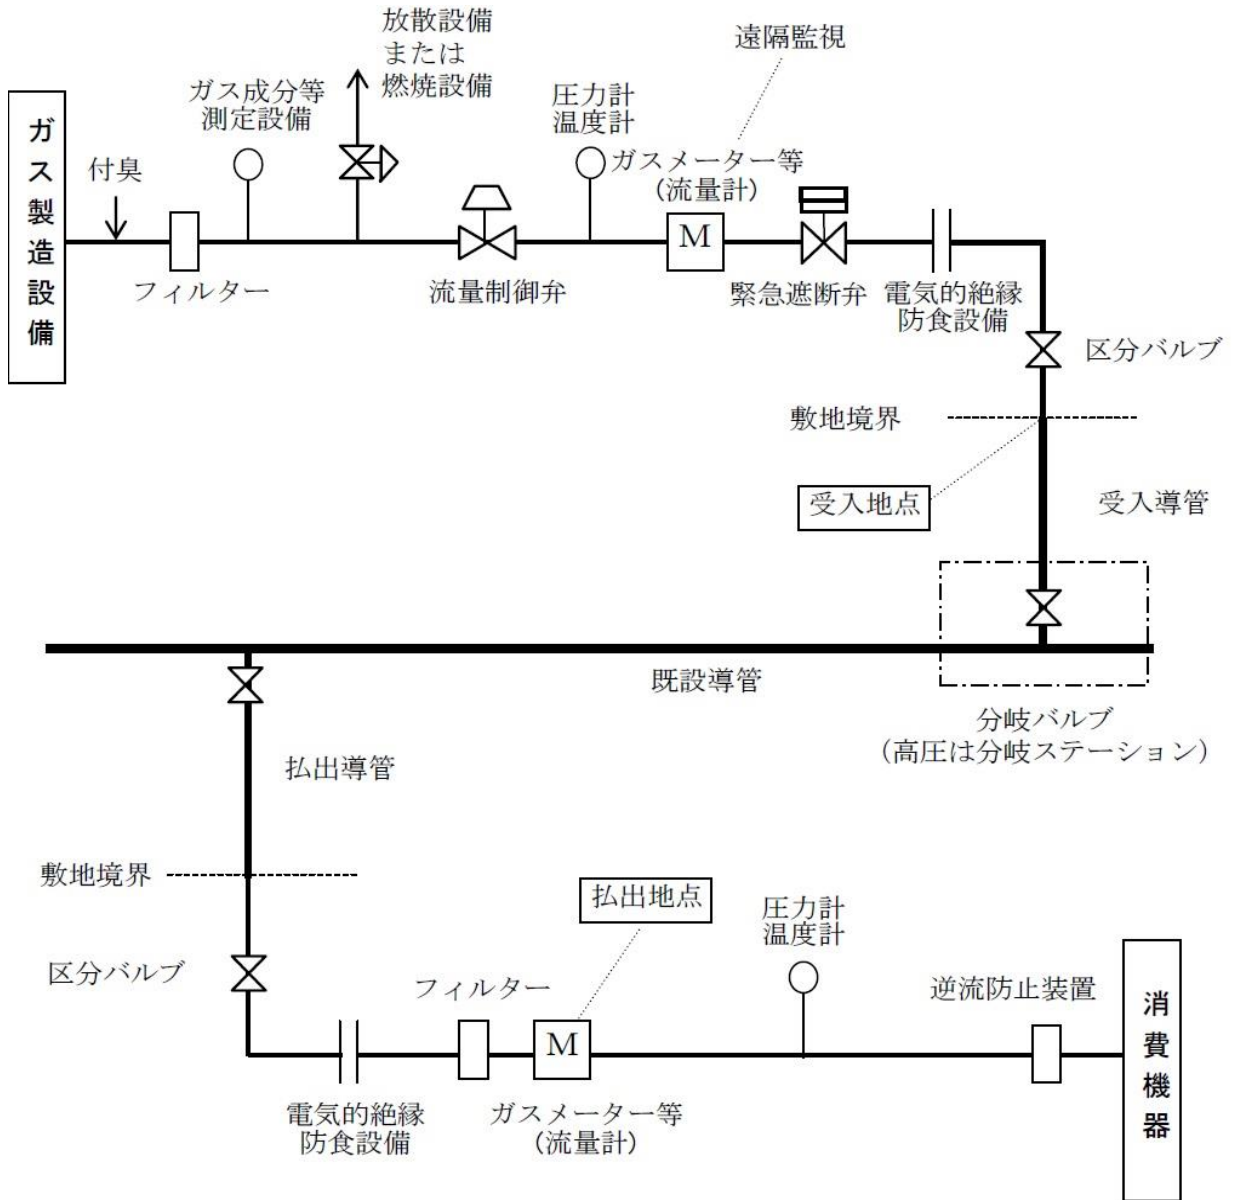 放散設備
または
燃焼設備
遠隔監視
ガス成分等
測定設備
圧力計
温度計
ガス製造設備
付臭
ガスメーター等
(流量計)
M
フィルター
流量制御弁
緊急遮断弁
電気的絶縁
防食設備
区分バルブ
敷地境界
受入地点
受入導管
既設導管
分岐バルブ
（高圧は分岐ステーション）
払出導管
敷地境界
払出地点
圧力計
温度計
区分バルブ
フィルター
逆流防止装置
消費機器
M
電気的絶縁
防食設備
ガスメーター等
(流量計)